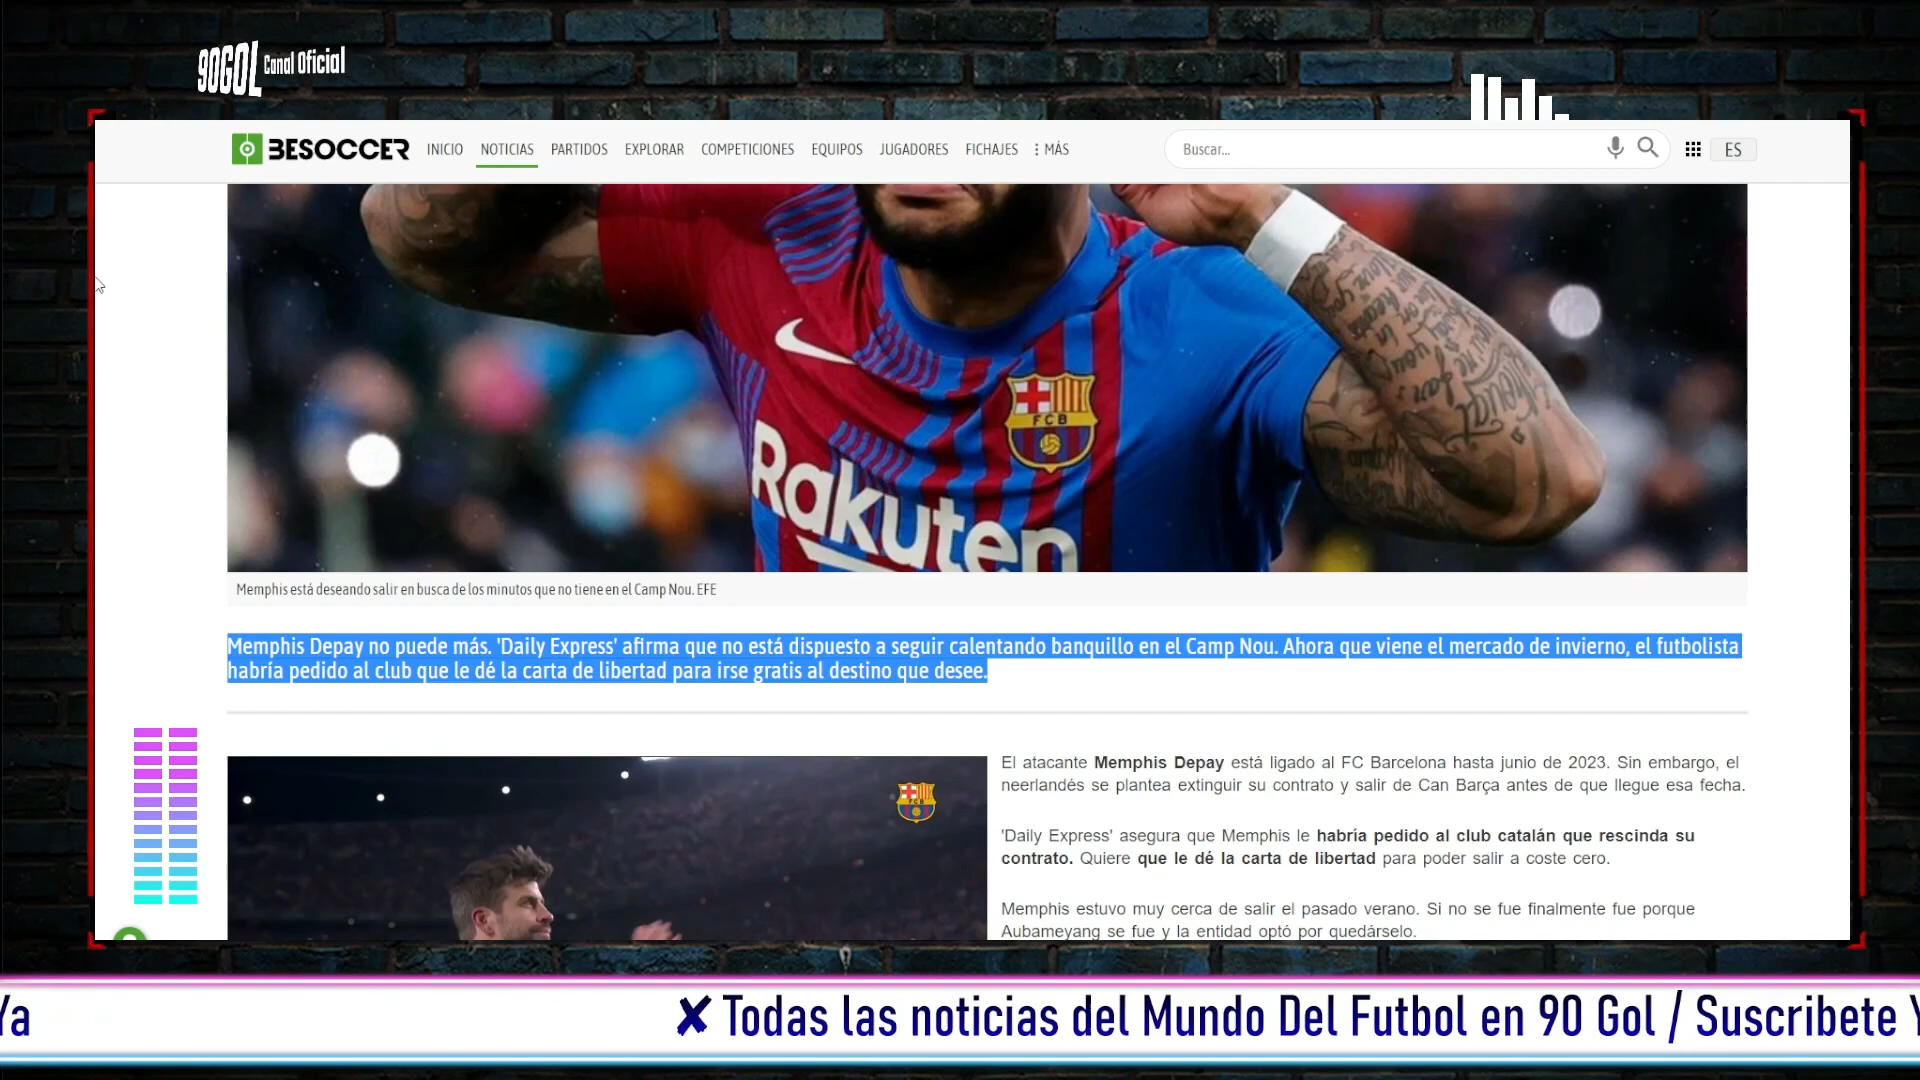 90GOL Canal Oficial
BESOCCER INICIO NOTICIAS PARTIDOS EXPLORAR COMPETICIONES EQUIPOS JUGADORES FICHAJES MÁS Buscar... ES
FCB
Rakuten
Memphis está deseando salir en busca de los minutos que no tiene en el Camp Nou. EFE
Memphis Depay no puede más. 'Daily Express' afirma que no está dispuesto a seguir calentando banquillo en el Camp Nou. Ahora que viene el mercado de invierno, el futbolista
habría pedido al club que le dé la carta de libertad para irse gratis al destino que desee.
El atacante Memphis Depay está ligado al FC Barcelona hasta junio de 2023. Sin embargo, el
neerlandés se plantea extinguir su contrato y salir de Can Barça antes de que llegue esa fecha.
'Daily Express' asegura que Memphis le habría pedido al club catalán que rescinda su
contrato. Quiere que le dé la carta de libertad para poder salir a coste cero.
Memphis estuvo muy cerca de salir el pasado verano. Si no se fue finalmente fue porque
Aubameyang se fue y la entidad optó por quedárselo.
Ya ✘ Todas las noticias del Mundo Del Futbol en 90 Gol / Suscribete Y